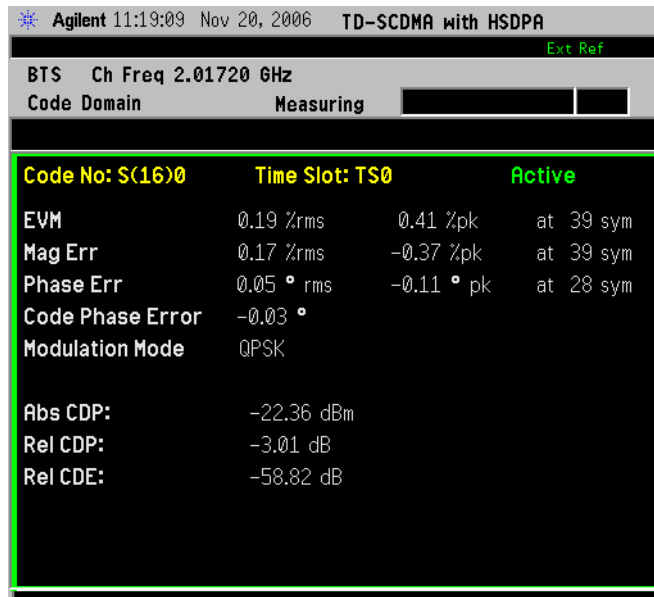 Agilent 11:19:09 Nov 20, 2006 TD-SCDMA with HSDPA
Ext Ref
BTS Ch Freq 2.01720 GHz
Code Domain Measuring
Code No: S(16)0 Time Slot: TS0 Active
EVM 0.19 %rms 0.41 %pk at 39 sym
Mag Err 0.17 %rms -0.37 %pk at 39 sym
Phase Err 0.05 ° rms -0.11 ° pk at 28 sym
Code Phase Error -0.03 °
Modulation Mode QPSK
Abs CDP: -22.36 dBm
Rel CDP: -3.01 dB
Rel CDE: -58.82 dB